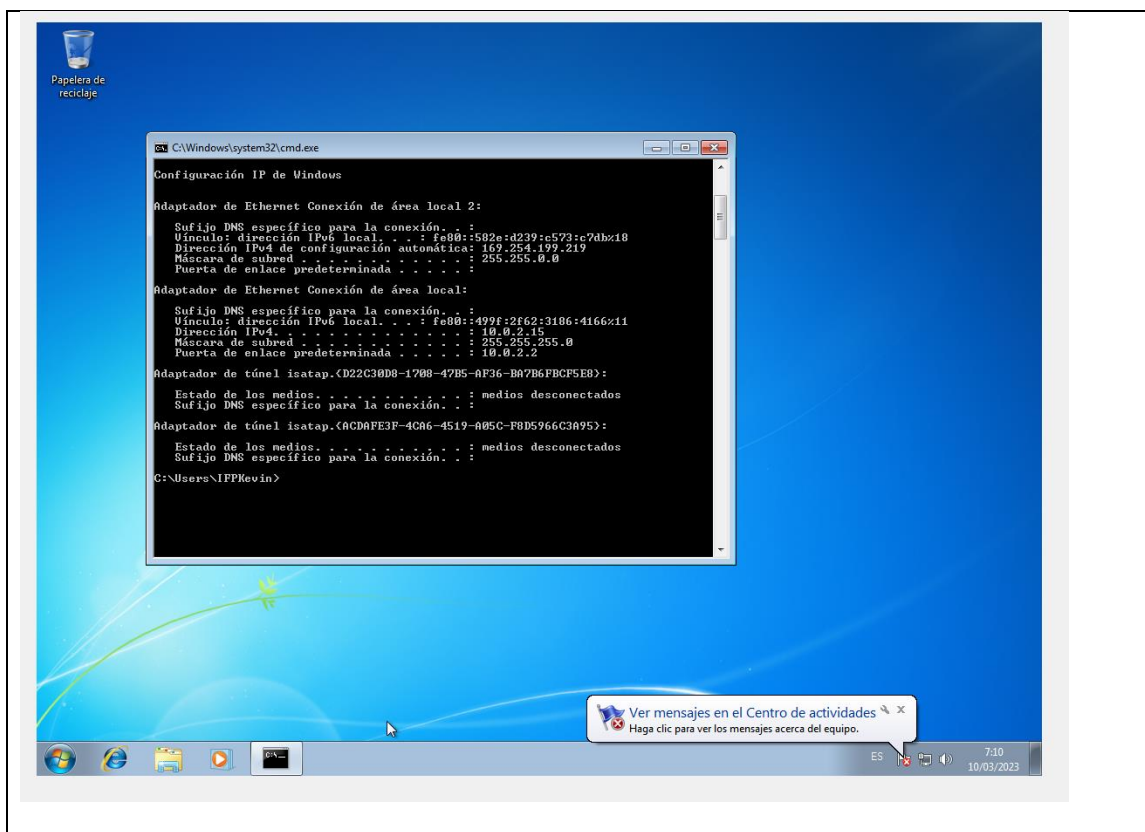 Papelera de
reciclaje
C:\Windows\system32\cmd.exe
Configuración IP de Windows
Adaptador de Ethernet Conexión de área local 2:
Sufijo DNS específico para la conexión. . :
Vínculo: dirección IPv6 local. . . : fe80::582e:d239:c573:c7db%18
Dirección IPv4 de configuración automática: 169.254.199.219
Máscara de subred . . . . . . . . . . . . : 255.255.0.0
Puerta de enlace predeterminada . . . . . :
Adaptador de Ethernet Conexión de área local:
Sufijo DNS específico para la conexión. . :
Vínculo: dirección IPv6 local. . . : fe80::499f:2f62:3186:4166%11
Dirección IPv4. . . . . . . . . . . . . . : 10.0.2.15
Máscara de subred . . . . . . . . . . . . : 255.255.255.0
Puerta de enlace predeterminada . . . . . : 10.0.2.2
Adaptador de túnel isatap.{D22C30D8-1708-47B5-AF36-BA7B6FBCF5E8}:
Estado de los medios. . . . . . . . . . . : medios desconectados
Sufijo DNS específico para la conexión. . :
Adaptador de túnel isatap.{ACDAFE3F-4CA6-4519-A05C-F8D5966C3A95}:
Estado de los medios. . . . . . . . . . . : medios desconectados
Sufijo DNS específico para la conexión. . :
C:\Users\IFPKevin>
Ver mensajes en el Centro de actividades
Haga clic para ver los mensajes acerca del equipo.
ES
7:10
10/03/2023